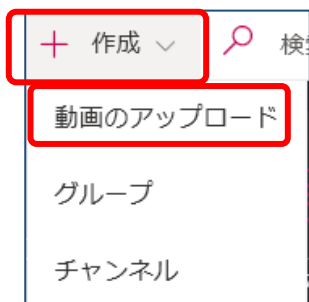 + 作成
検
動画のアップロード
グループ
チャンネル